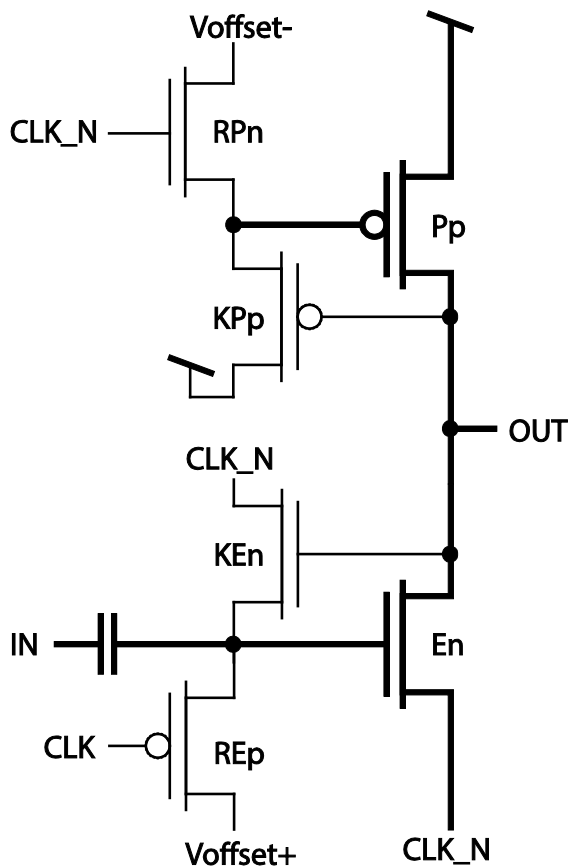 Voffset-
CLK_N
RPn
Pp
KPp
OUT
CLK_N
KEn
IN
En
CLK
REp
Voffset+
CLK_N